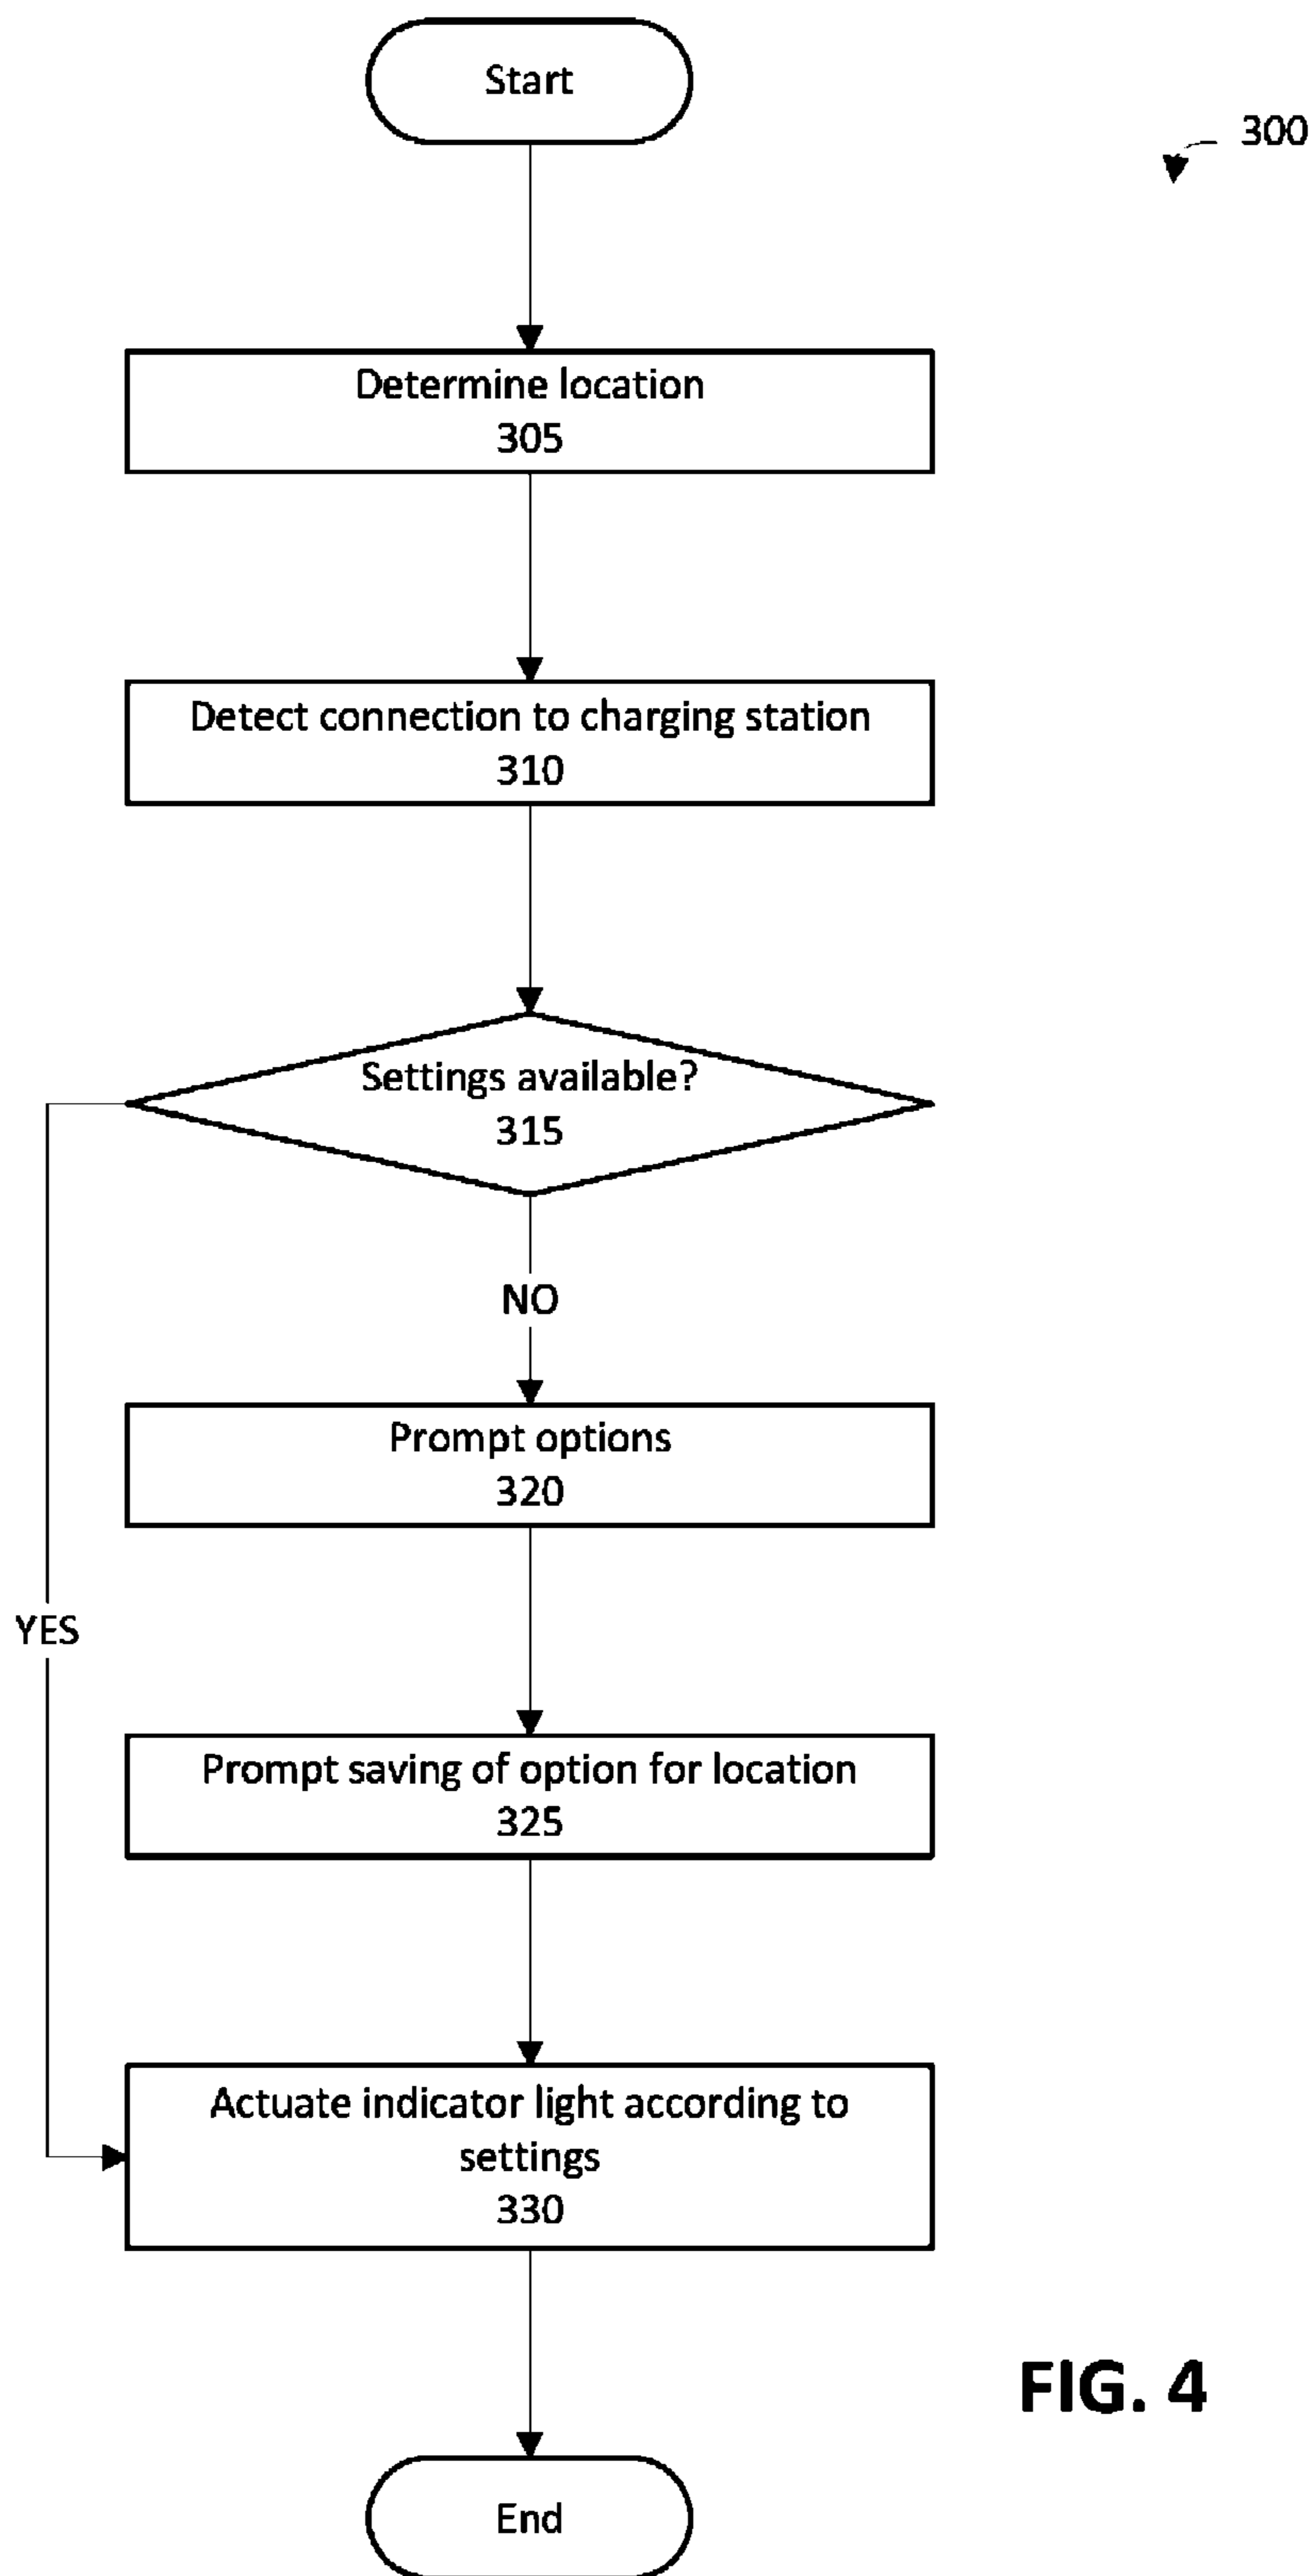 Start
300
Determine location
305
Detect connection to charging station
310
Settings available?
315
NO
Prompt options
320
YES
Prompt saving of option for location
325
Actuate indicator light according to
settings
330
FIG. 4
End